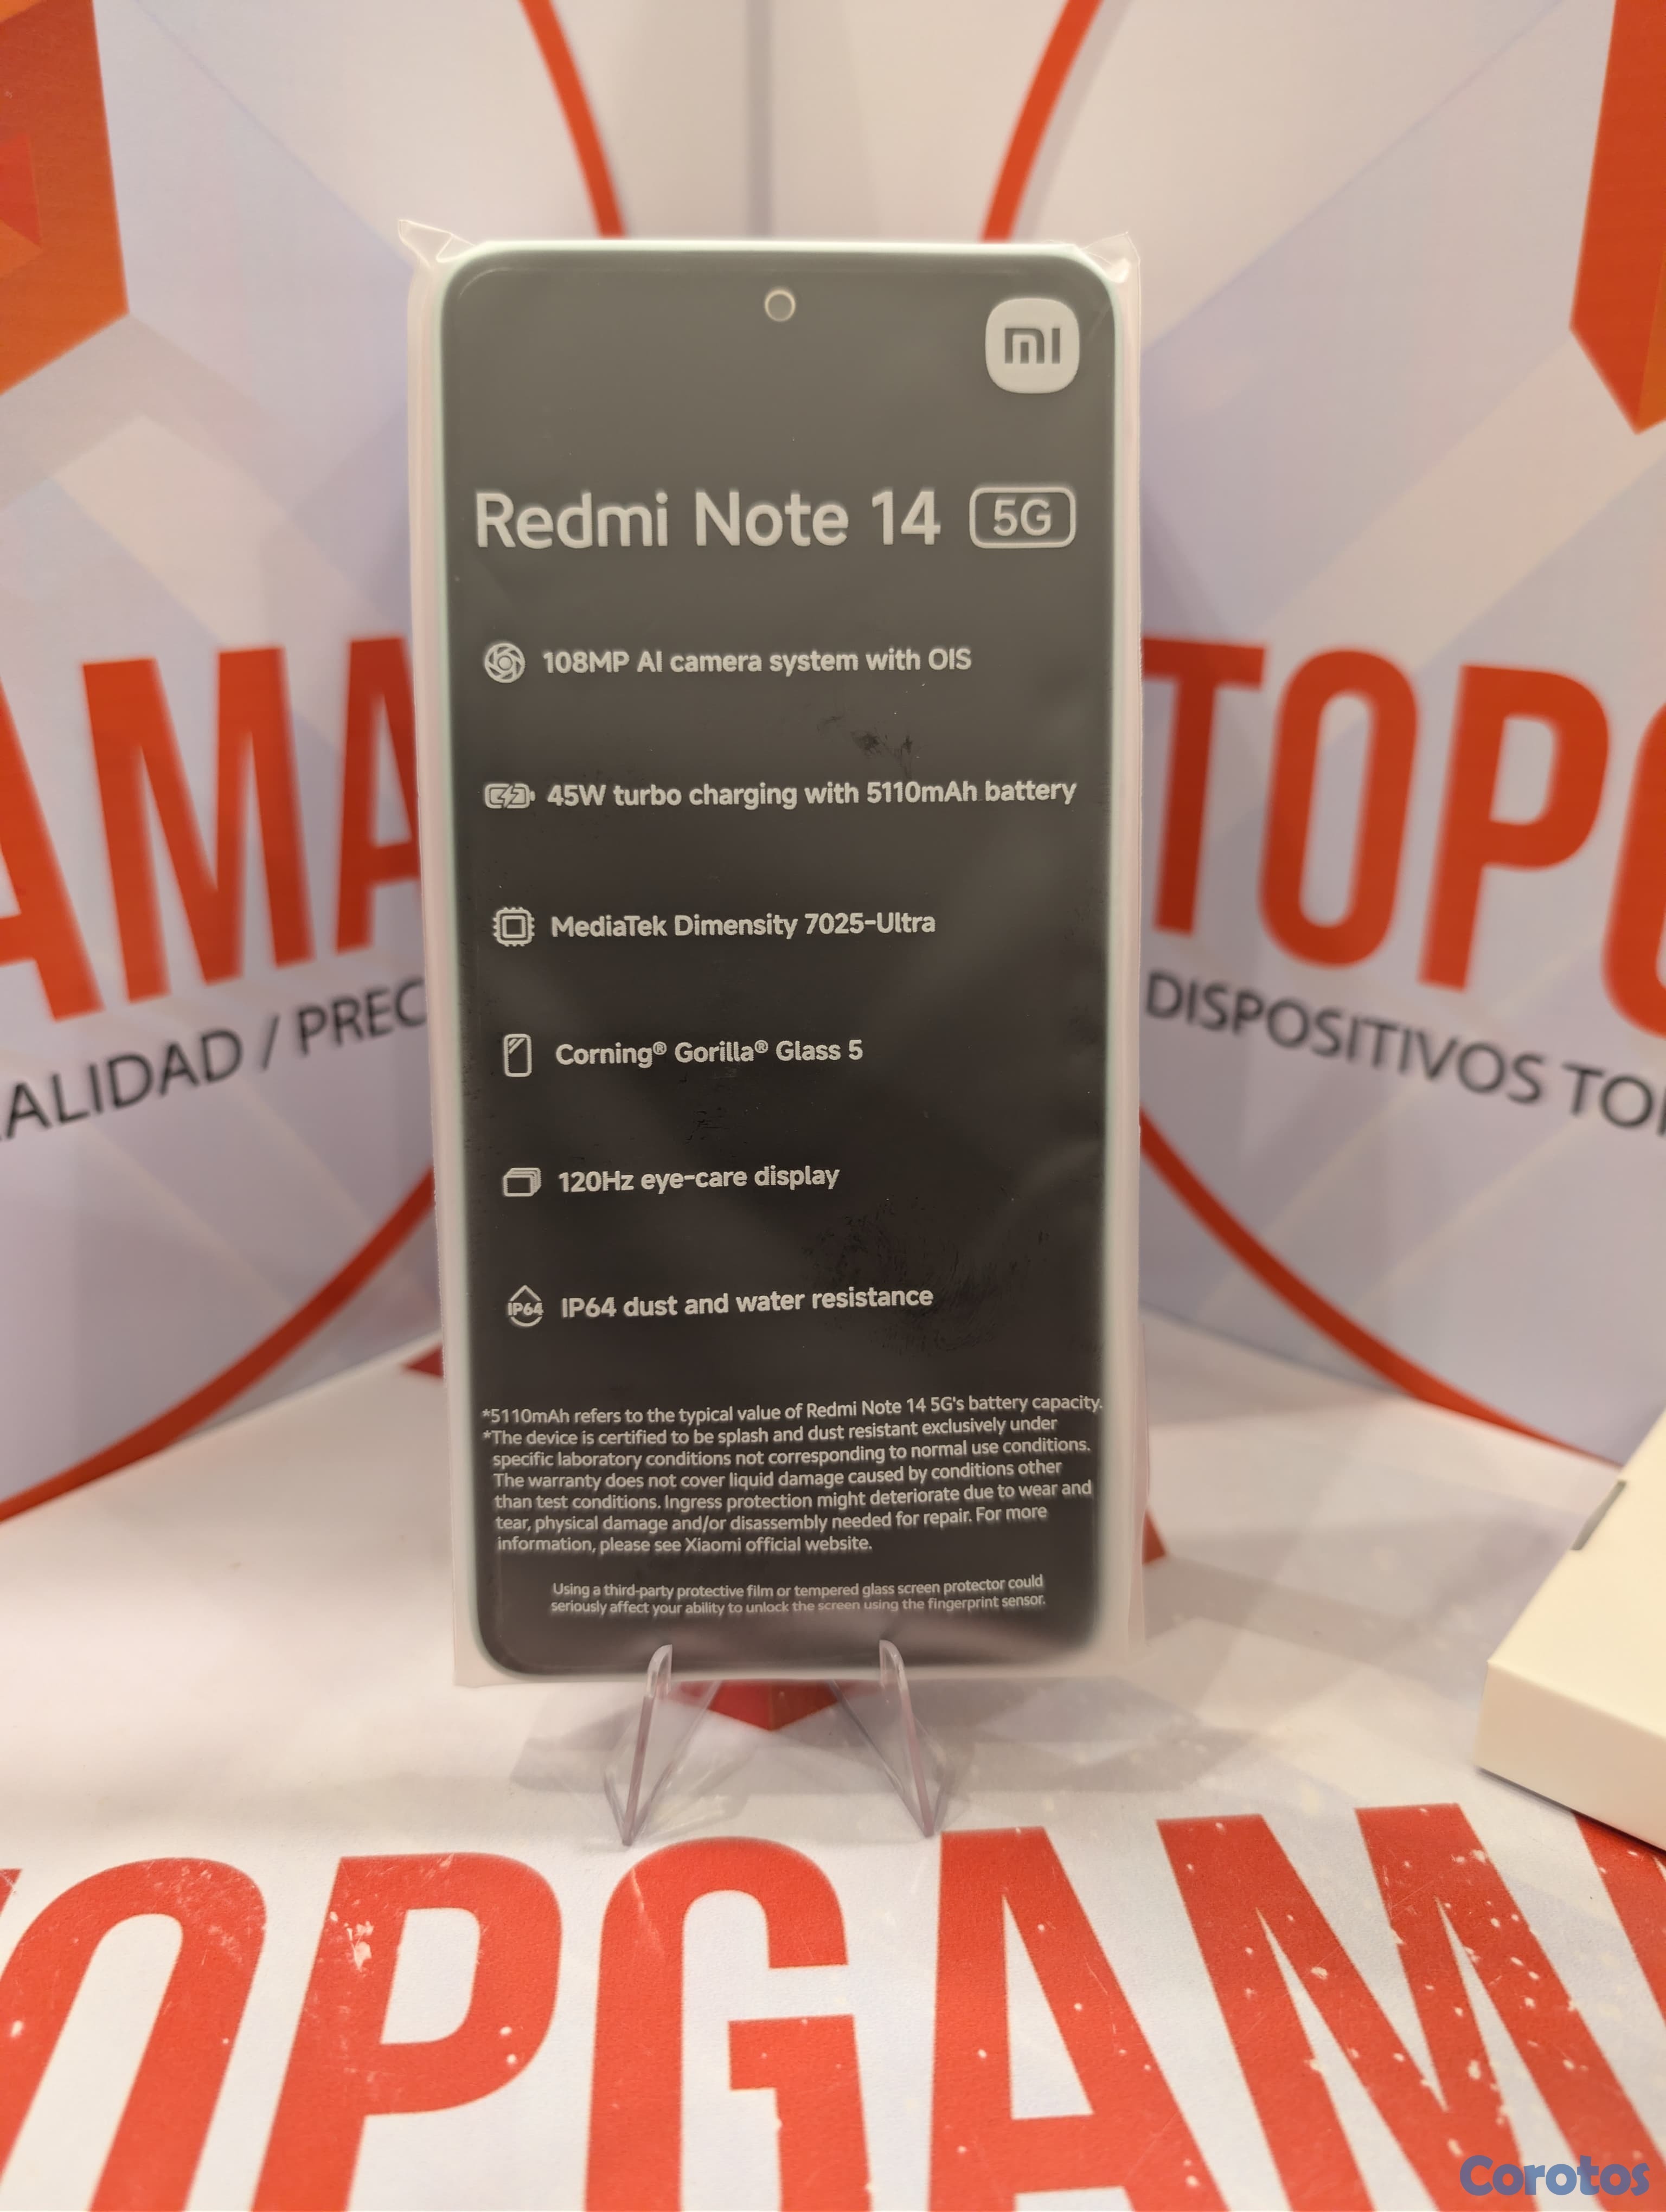 mi
Redmi Note 14 5G
108MP AI camera system with OIS
45W turbo charging with 5110mAh battery
MediaTek Dimensity 7025-Ultra
Corning® Gorilla® Glass 5
120Hz eye-care display
IP64 IP64 dust and water resistance
*5110mAh refers to the typical value of Redmi Note 14 5G's battery capacity.
*The device is certified to be splash and dust resistant exclusively under
specific laboratory conditions not corresponding to normal use conditions.
The warranty does not cover liquid damage caused by conditions other
than test conditions. Ingress protection might deteriorate due to wear and
tear, physical damage and/or disassembly needed for repair. For more
information, please see Xiaomi official website.
Using a third-party protective film or tempered glass screen protector could
seriously affect your ability to unlock the screen using the fingerprint sensor.
AMA
ALIDAD / PREC
TOPG
DISPOSITIVOS TOP
OPGAM
Corotos